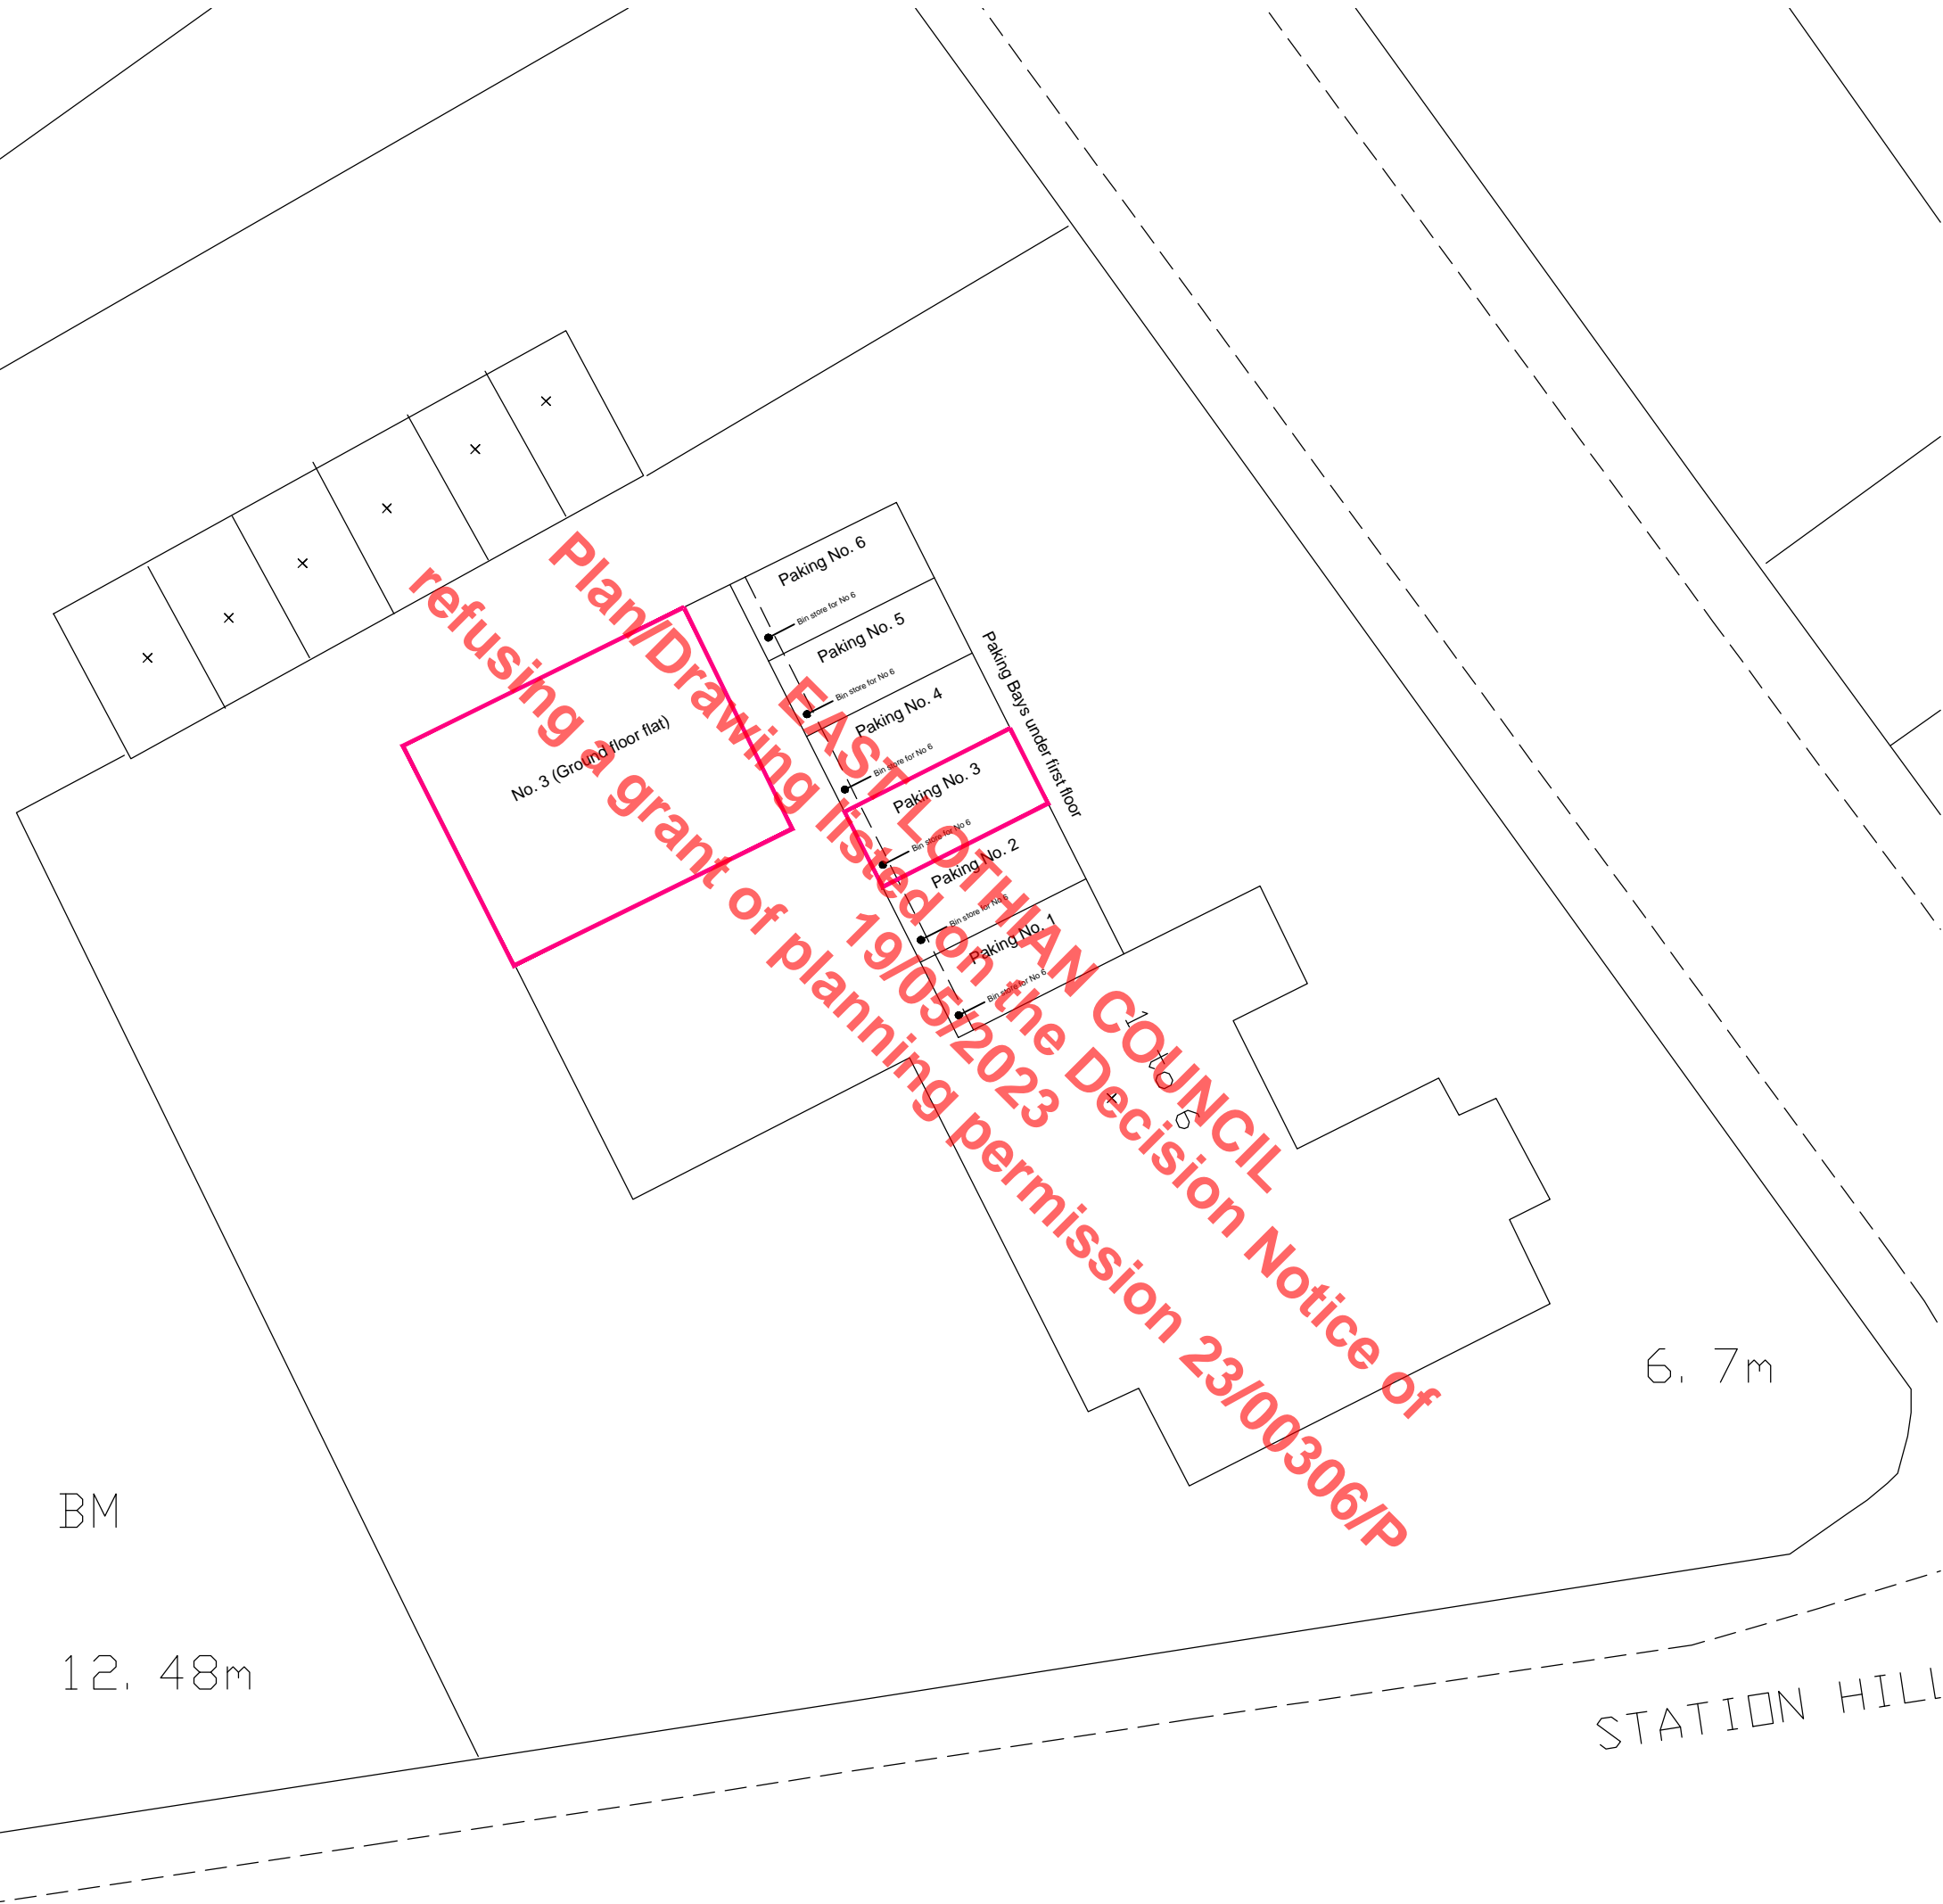 Paking No. 6
Bin store for No 6
Paking No. 5
Bin store for No 6
Paking No. 4
Bin store for No 6
Paking No. 3
Bin store for No 6
Paking No. 2
Bin store for No 6
Paking No. 1
Bin store for No 6
Paking Bays under first floor
No. 3 (Ground floor flat)
1 to 6
EAST LOTHIAN COUNCIL
19/05/2023
Plan/Drawing listed on the Decision Notice of
refusing a grant of planning permission 23/00306/P
6.7m
BM
12.48m
STATION HILL